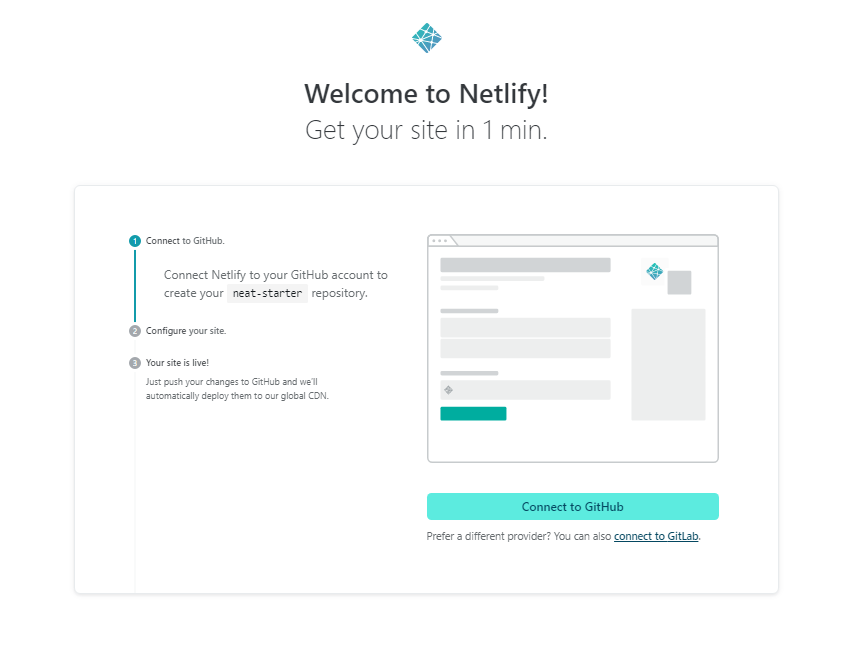 Welcome to Netlify!
Get your site in 1 min.
1 Connect to GitHub.
Connect Netlify to your GitHub account to
create your neat-starter repository.
2 Configure your site.
3 Your site is live!
Just push your changes to GitHub and we'll
automatically deploy them to our global CDN.
Connect to GitHub
Prefer a different provider? You can also connect to GitLab.